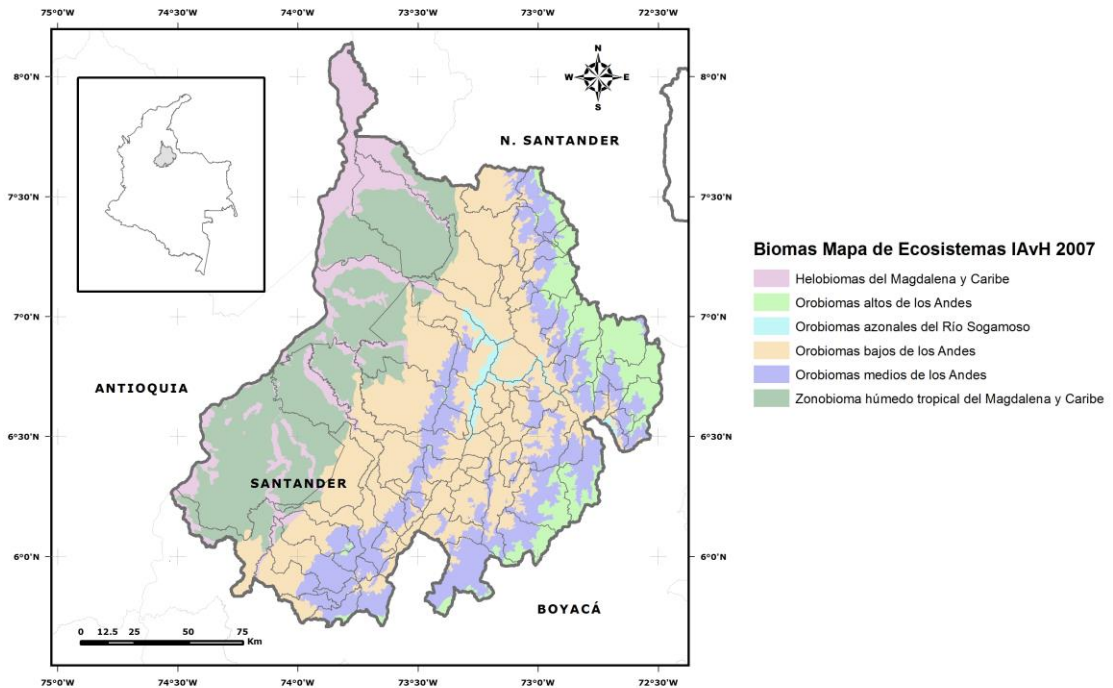 75°0'W 74°30'W 74°0'W 73°30'W 73°0'W 72°30'W
8°0'N 8°0'N
7°30'N 7°30'N
7°0'N 7°0'N
6°30'N 6°30'N
6°0'N 6°0'N
N
W E
S
N. SANTANDER
ANTIOQUIA
SANTANDER
BOYACÁ
0 12.5 25 50 75
Km
75°0'W 74°30'W 74°0'W 73°30'W 73°0'W 72°30'W
Biomas Mapa de Ecosistemas IAvH 2007
Helobiomas del Magdalena y Caribe
Orobiomas altos de los Andes
Orobiomas azonales del Río Sogamoso
Orobiomas bajos de los Andes
Orobiomas medios de los Andes
Zonobioma húmedo tropical del Magdalena y Caribe